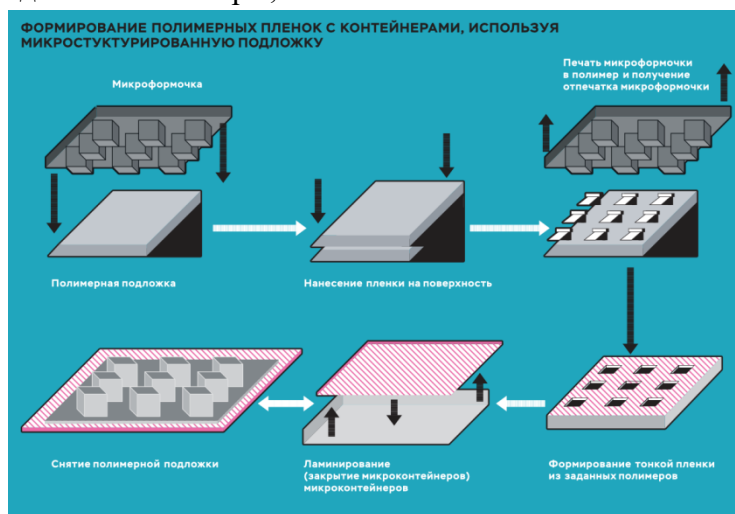 ФОРМИРОВАНИЕ ПОЛИМЕРНЫХ ПЛЕНОК С КОНТЕЙНЕРАМИ, ИСПОЛЬЗУЯ
МИКРОСТУКТУРИРОВАННУЮ ПОДЛОЖКУ
Микроформочка
Печать микроформочки
в полимер и получение
отпечатка микроформочки
Полимерная подложка
Нанесение пленки на поверхность
Снятие полимерной подложки
Ламинирование
(закрытие микроконтейнеров)
микроконтейнеров
Формирование тонкой пленки
из заданных полимеров